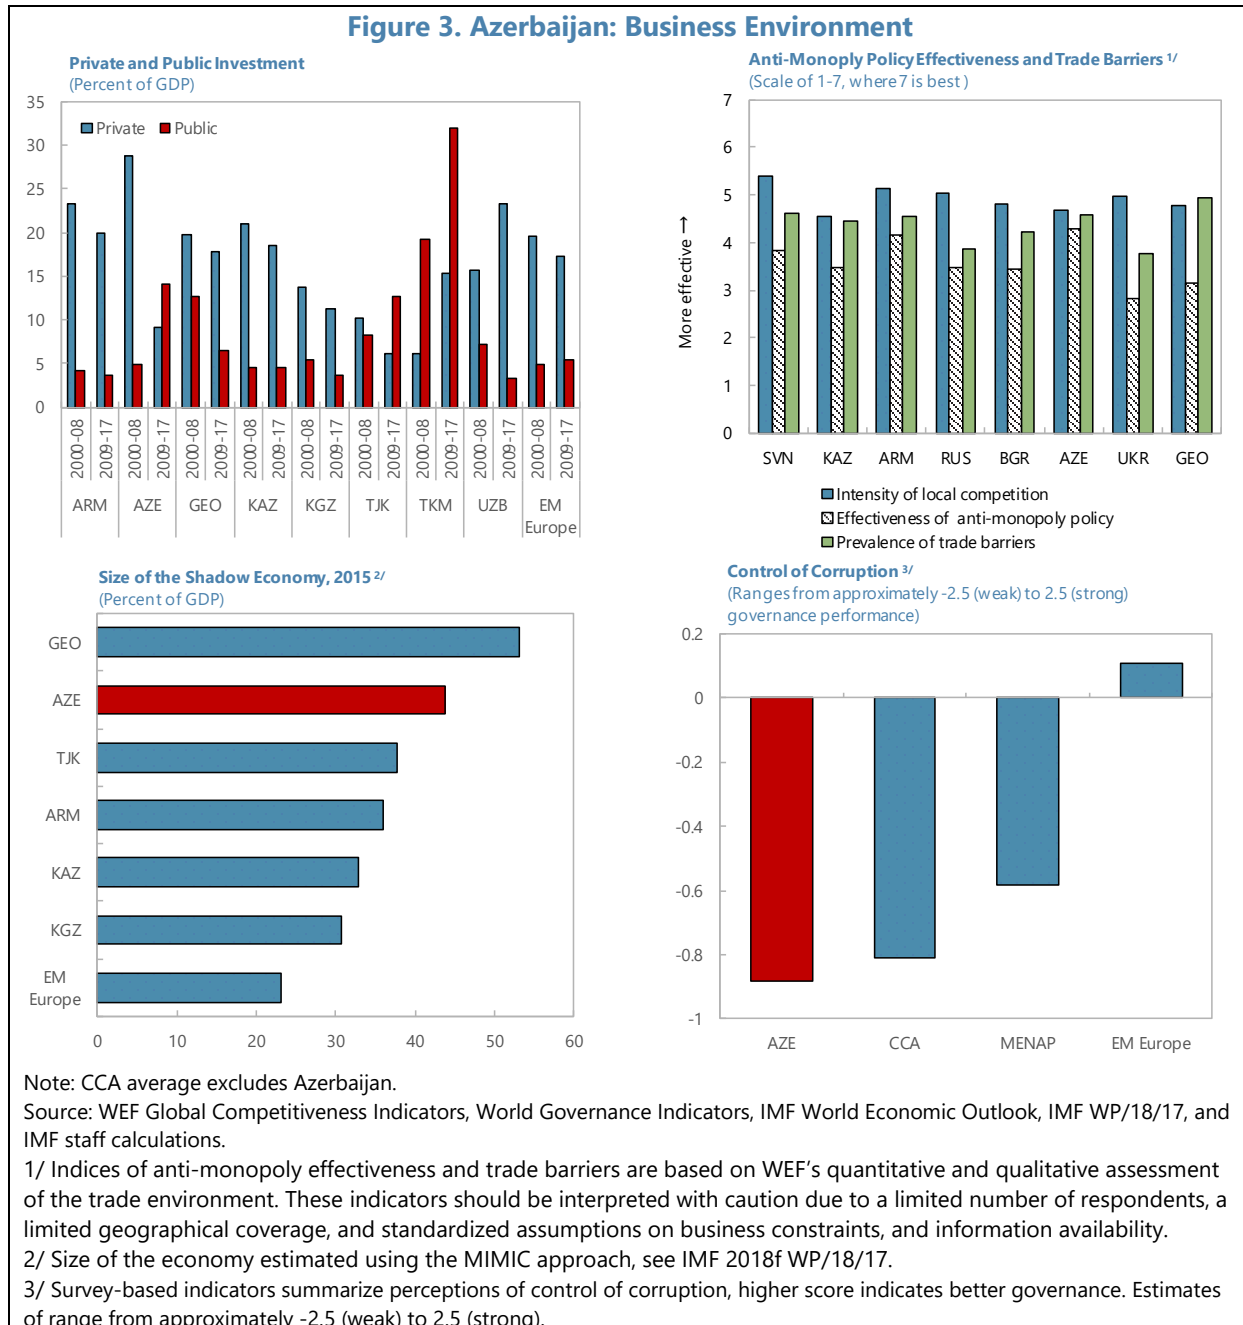 Figure 3. Azerbaijan: Business Environment
Private and Public Investment
(Percent of GDP)
35
30
25
20
15
10
5
0
Private Public
2000-08 2009-17 2000-08 2009-17 2000-08 2009-17 2000-08 2009-17 2000-08 2009-17 2000-08 2009-17 2000-08 2009-17 2000-08 2009-17 2000-08 2009-17
ARM AZE GEO KAZ KGZ TJK TKM UZB EM
Europe
Anti-Monoply Policy Effectiveness and Trade Barriers 1/
(Scale of 1-7, where 7 is best )
7
6
5
4
3
2
1
0
More effective →
SVN KAZ ARM RUS BGR AZE UKR GEO
Intensity of local competition
Effectiveness of anti-monopoly policy
Prevalence of trade barriers
Size of the Shadow Economy, 2015 2/
(Percent of GDP)
GEO
AZE
TJK
ARM
KAZ
KGZ
EM
Europe
0 10 20 30 40 50 60
Control of Corruption 3/
(Ranges from approximately -2.5 (weak) to 2.5 (strong)
governance performance)
0.2
0
-0.2
-0.4
-0.6
-0.8
-1
AZE CCA MENAP EM Europe
Note: CCA average excludes Azerbaijan.
Source: WEF Global Competitiveness Indicators, World Governance Indicators, IMF World Economic Outlook, IMF WP/18/17, and
IMF staff calculations.
1/ Indices of anti-monopoly effectiveness and trade barriers are based on WEF's quantitative and qualitative assessment
of the trade environment. These indicators should be interpreted with caution due to a limited number of respondents, a
limited geographical coverage, and standardized assumptions on business constraints, and information availability.
2/ Size of the economy estimated using the MIMIC approach, see IMF 2018f WP/18/17.
3/ Survey-based indicators summarize perceptions of control of corruption, higher score indicates better governance. Estimates
of range from approximately -2.5 (weak) to 2.5 (strong).